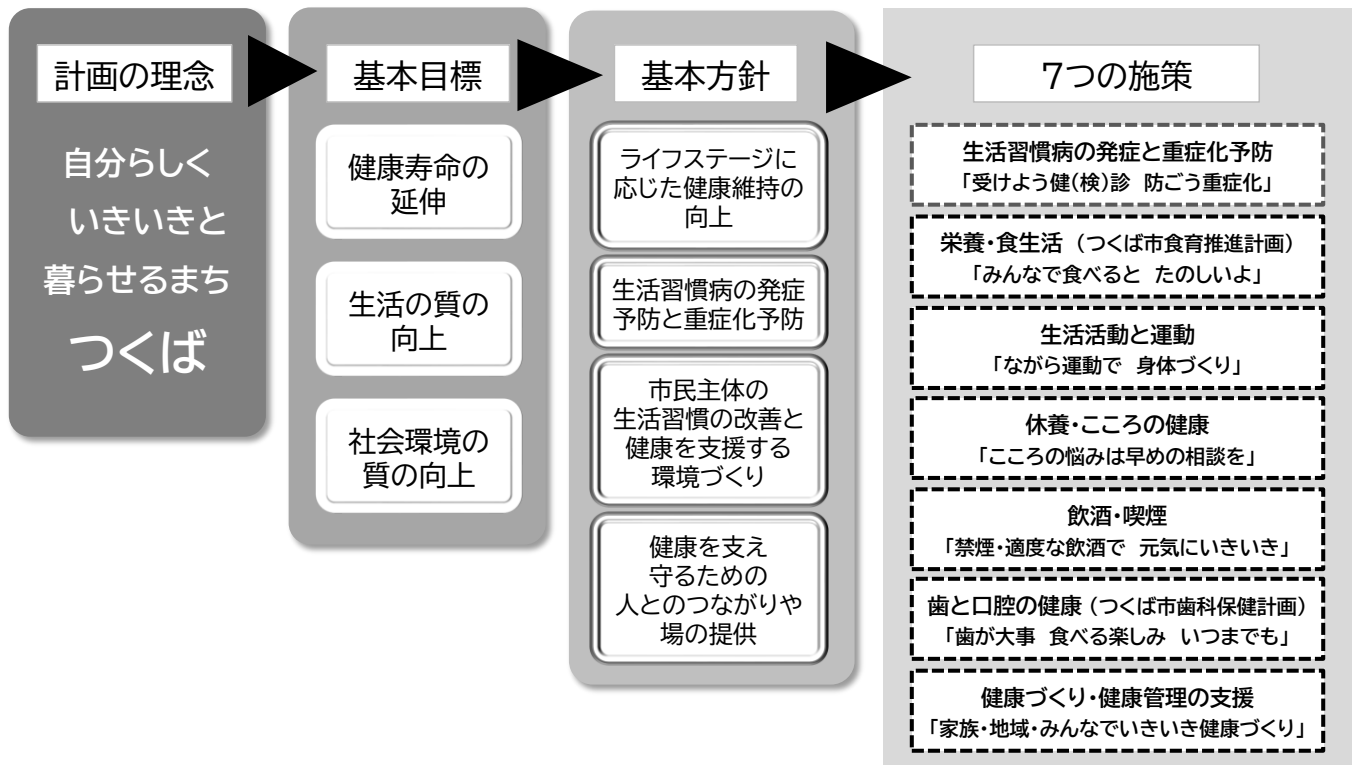 計画の理念
自分らしく
いきいきと
暮らせるまち
つくば
基本目標
健康寿命の
延伸
生活の質の
向上
社会環境の
質の向上
基本方針
ライフステージに
応じた健康維持の
向上
生活習慣病の発症
予防と重症化予防
市民主体の
生活習慣の改善と
健康を支援する
環境づくり
健康を支え
守るための
人とのつながりや
場の提供
7つの施策
生活習慣病の発症と重症化予防
「受けよう健(検)診 防ごう重症化」
栄養・食生活 (つくば市食育推進計画)
「みんなで食べると たのしいよ」
生活活動と運動
「ながら運動で 身体づくり」
休養・こころの健康
「こころの悩みは早めの相談を」
飲酒・喫煙
「禁煙・適度な飲酒で 元気にいきいき」
歯と口腔の健康 (つくば市歯科保健計画)
「歯が大事 食べる楽しみ いつまでも」
健康づくり・健康管理の支援
「家族・地域・みんなでいきいき健康づくり」